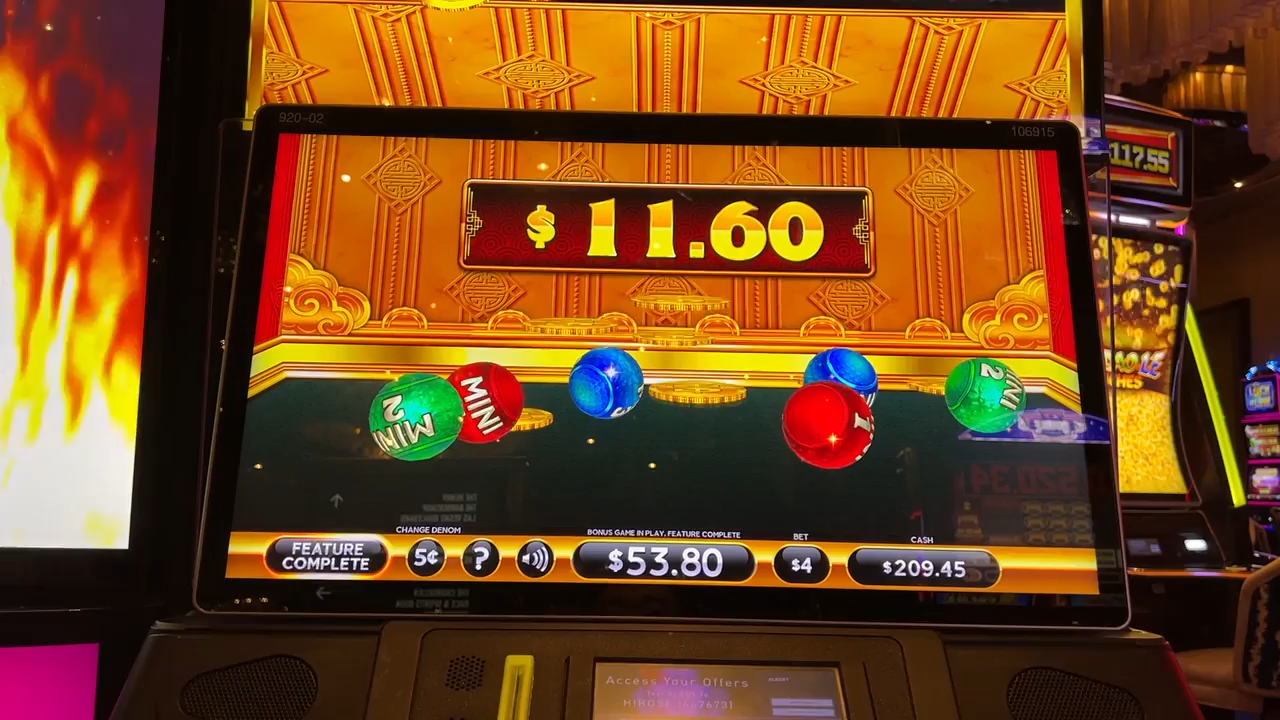 920-02
106915
117.55
$11.60
MINI
MINI
2
MINI
2
CHANGE DENOM
BONUS GAME IN PLAY. FEATURE COMPLETE
BET
CASH
FEATURE
COMPLETE
5¢
?
$53.80
$4
$209.45
Access Your Offers